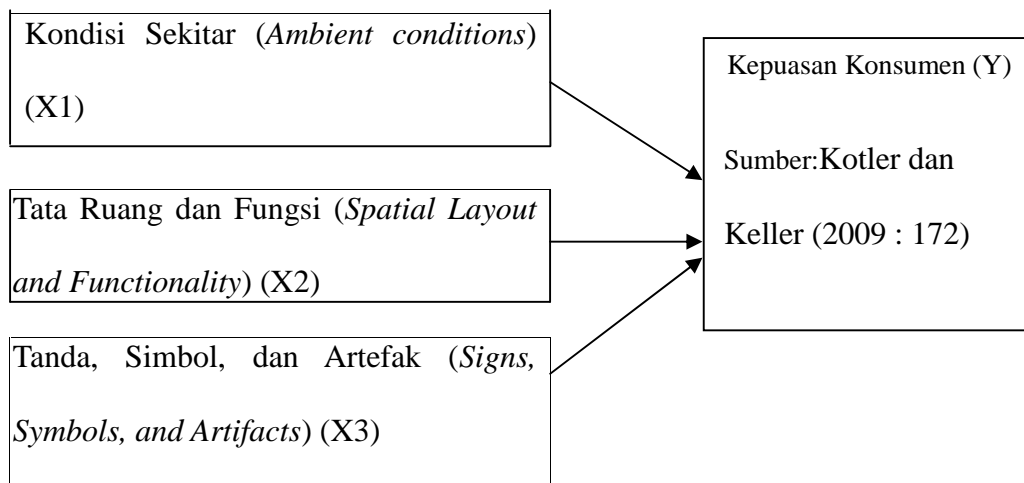 Kondisi Sekitar (Ambient conditions)
(X1)
Tata Ruang dan Fungsi (Spatial Layout
and Functionality) (X2)
Tanda, Simbol, dan Artefak (Signs,
Symbols, and Artifacts) (X3)
Kepuasan Konsumen (Y)
Sumber:Kotler dan
Keller (2009 : 172)